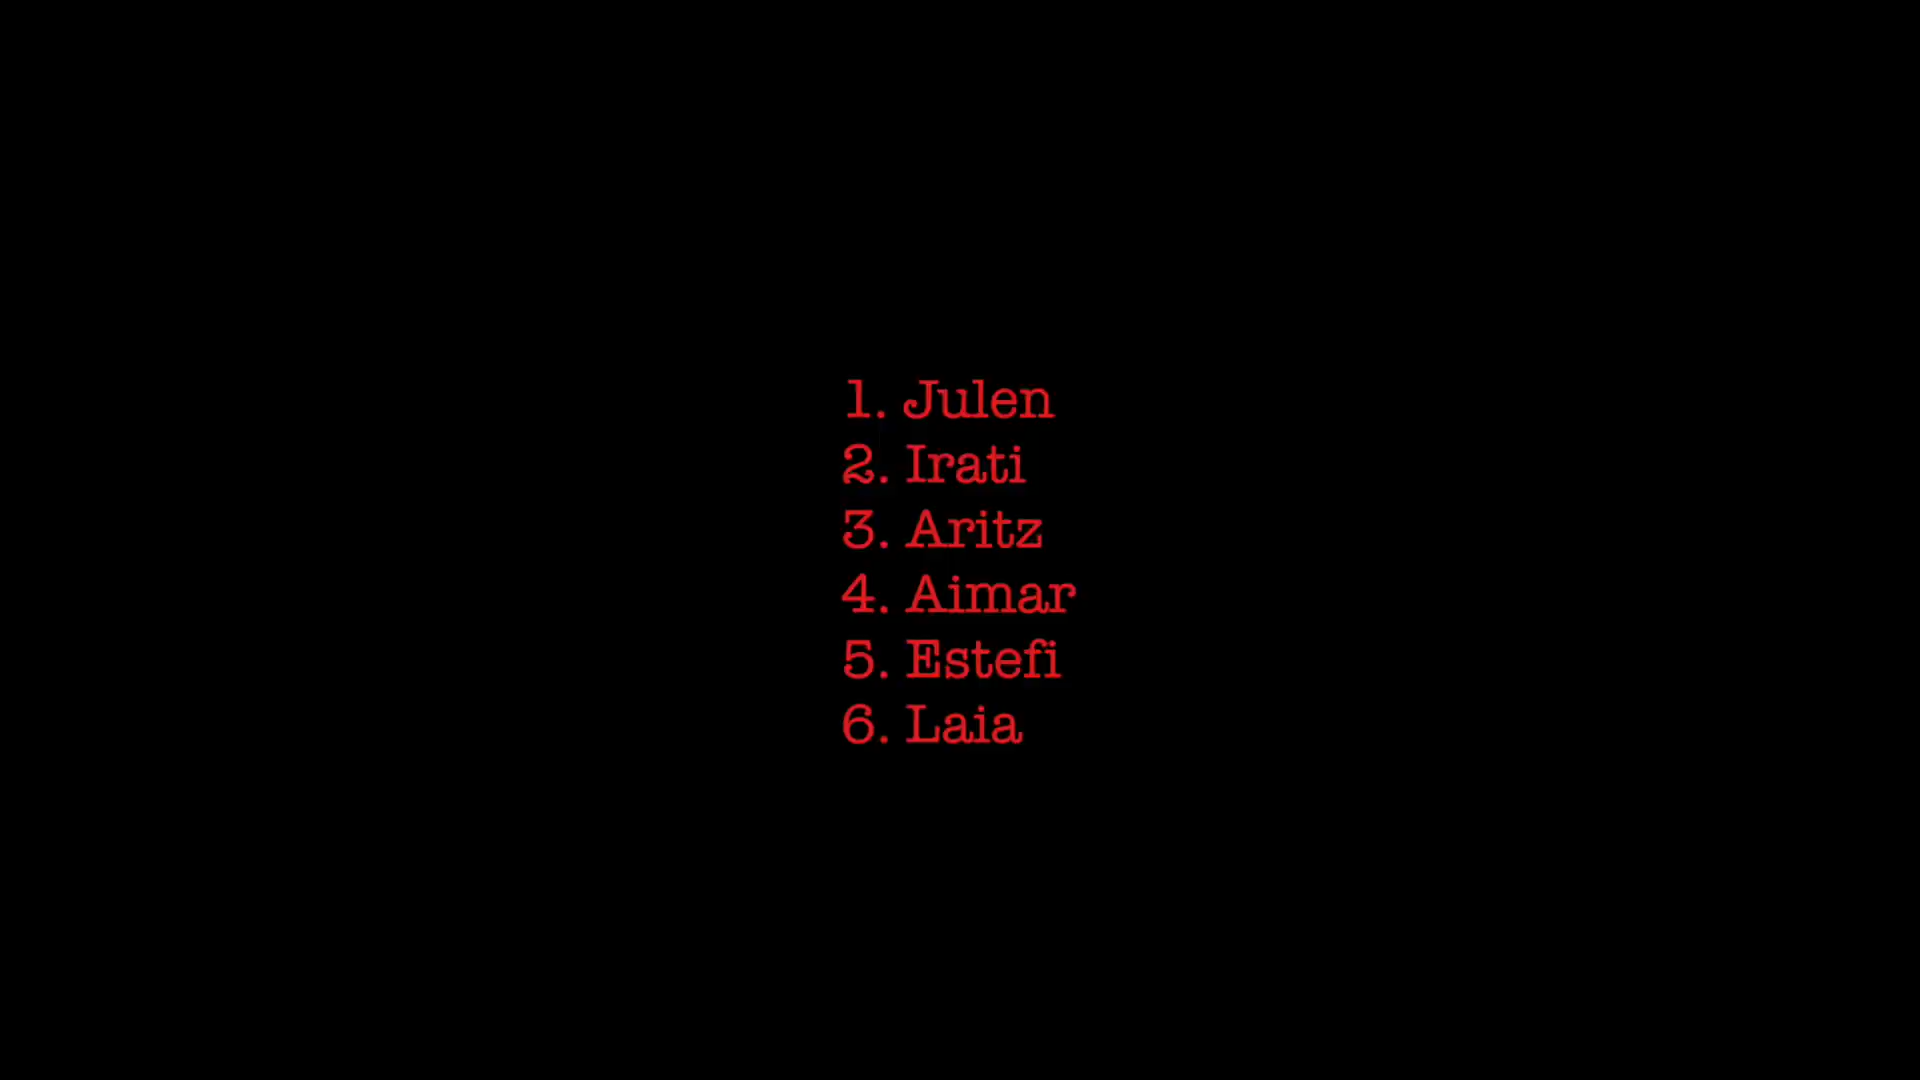 1. Julen
2. Irati
3. Aritz
4. Aimar
5. Estefi
6. Laia